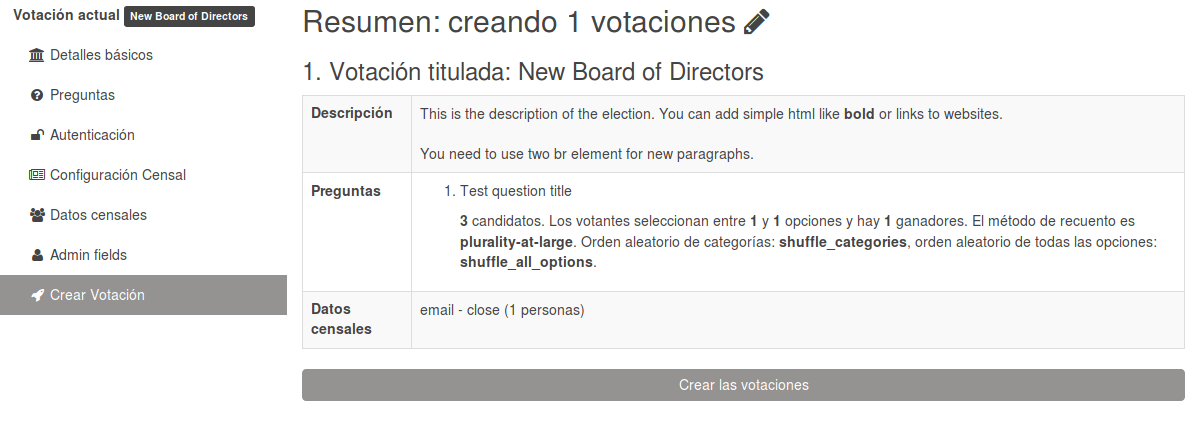 Votación actual New Board of Directors
Detalles básicos
Preguntas
Autenticación
Configuración Censal
Datos censales
Admin fields
Crear Votación
Resumen: creando 1 votaciones
1. Votación titulada: New Board of Directors
Descripción
This is the description of the election. You can add simple html like bold or links to websites.
You need to use two br element for new paragraphs.
Preguntas
1. Test question title
3 candidatos. Los votantes seleccionan entre 1 y 1 opciones y hay 1 ganadores. El método de recuento es
plurality-at-large. Orden aleatorio de categorías: shuffle_categories, orden aleatorio de todas las opciones:
shuffle_all_options.
Datos
censales
email - close (1 personas)
Crear las votaciones